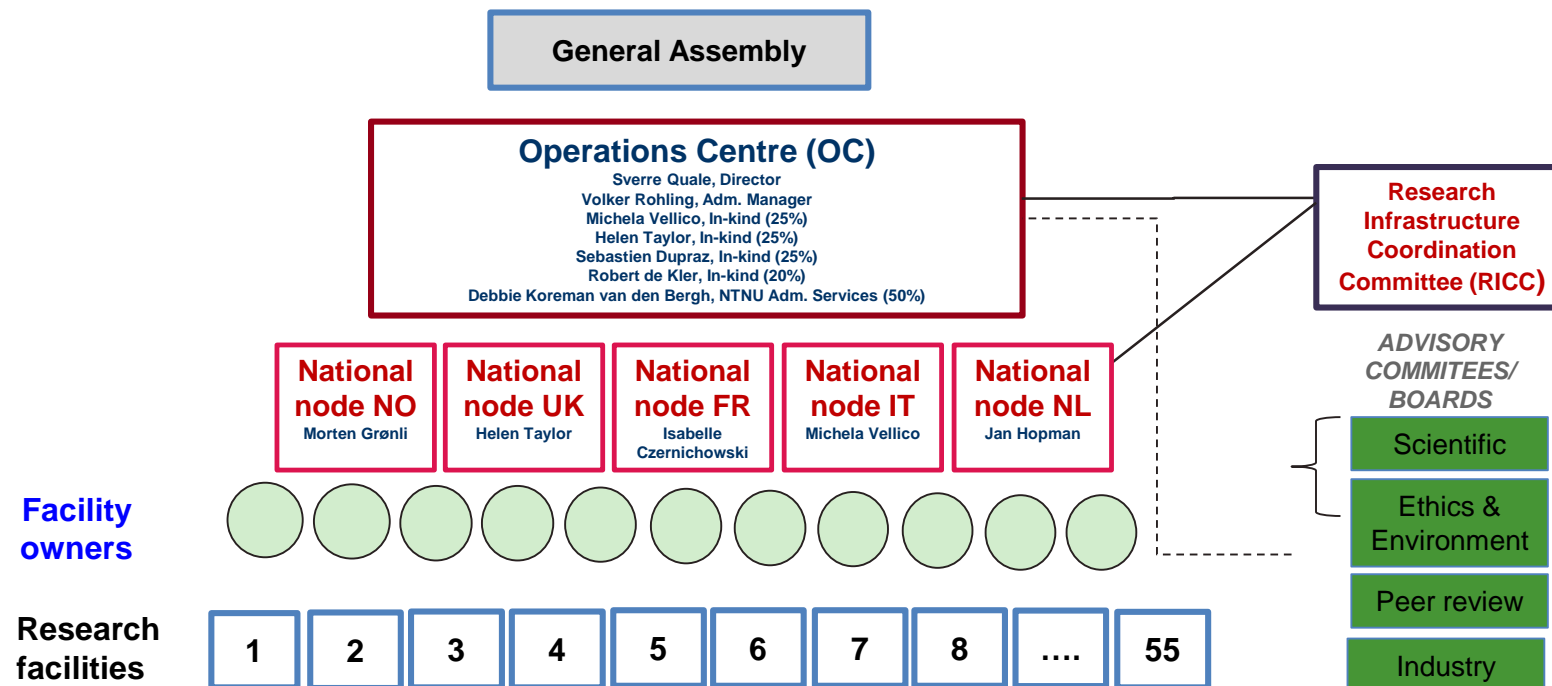 General Assembly
Operations Centre (OC)
Sverre Quale, Director
Volker Rohling, Adm. Manager
Michela Vellico, In-kind (25%)
Helen Taylor, In-kind (25%)
Sebastien Dupraz, In-kind (25%)
Robert de Kler, In-kind (20%)
Debbie Koreman van den Bergh, NTNU Adm. Services (50%)
Research
Infrastructure
Coordination
Committee (RICC)
National
node NO
Morten Grønli
National
node UK
Helen Taylor
National
node FR
Isabelle
Czernichowski
National
node IT
Michela Vellico
National
node NL
Jan Hopman
ADVISORY
COMMITEES/
BOARDS
Scientific
Ethics &
Environment
Peer review
Industry
Facility
owners
Research
facilities
1
2
3
4
5
6
7
8
....
55